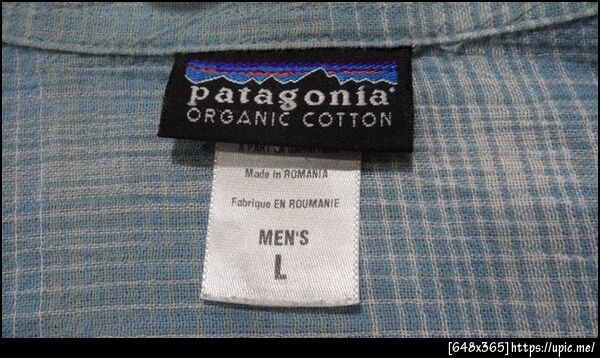 patagonia®
ORGANIC COTTON
Made in ROMANIA
Fabrique EN ROUMANIE
MEN'S
L
[648x365]https://upic.me/